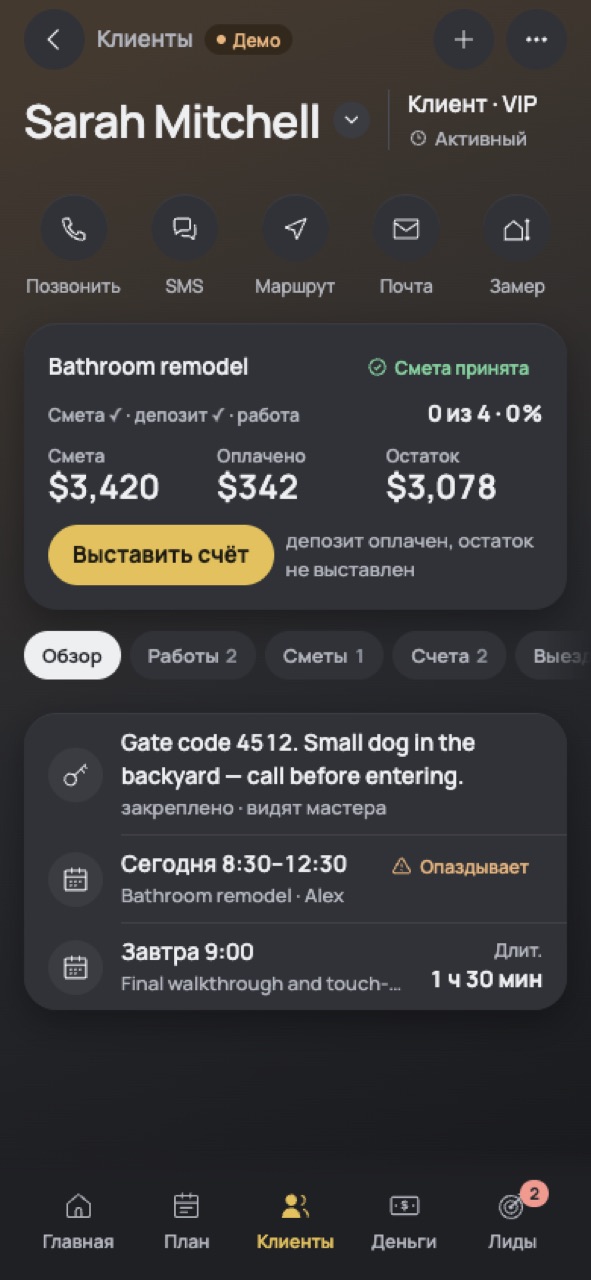 Клиенты
Демо
Sarah Mitchell
Клиент · VIP
Активный
Позвонить
SMS
Маршрут
Почта
Замер
Bathroom remodel
Смета принята
Смета ✓ · депозит ✓ · работа
0 из 4 · 0%
Смета
Оплачено
Остаток
$3,420
$342
$3,078
Выставить счёт
депозит оплачен, остаток
не выставлен
Обзор
Работы 2
Сметы 1
Счета 2
Выезд
Gate code 4512. Small dog in the
backyard — call before entering.
закреплено · видят мастера
Сегодня 8:30–12:30
Опаздывает
Bathroom remodel · Alex
Завтра 9:00
Длит.
Final walkthrough and touch-...
1 ч 30 мин
2
Главная
План
Клиенты
Деньги
Лиды